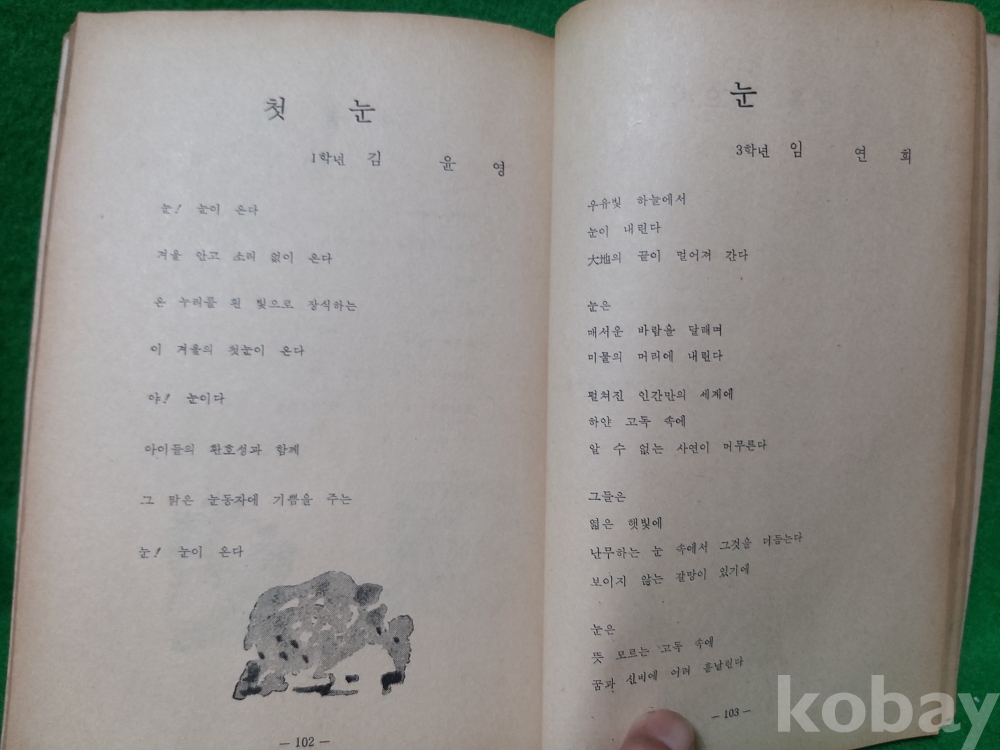 첫 눈
1학년 김 윤 영
눈! 눈이 온다
겨울 안고 소리 없이 온다
온 누리를 흰 빛으로 장식하는
이 겨울의 첫눈이 온다
야! 눈이다
아이들의 환호성과 함께
그 맑은 눈동자에 기쁨을 주는
눈! 눈이 온다
— 102 —
눈
3학년 임 연 희
우유빛 하늘에서
눈이 내린다
大地의 끝이 멀어져 간다
눈은
매서운 바람을 달래며
미물의 머리에 내린다
펼쳐진 인간만의 세계에
하얀 고독 속에
알 수 없는 사연이 머무른다
그들은
엷은 햇빛에
난무하는 눈 속에서 그것을 더듬는다
보이지 않는 갈망이 있기에
눈은
뜻 모르는 고독 속에
꿈과 신비에 어려 흩날린다
— 103 —
kobay